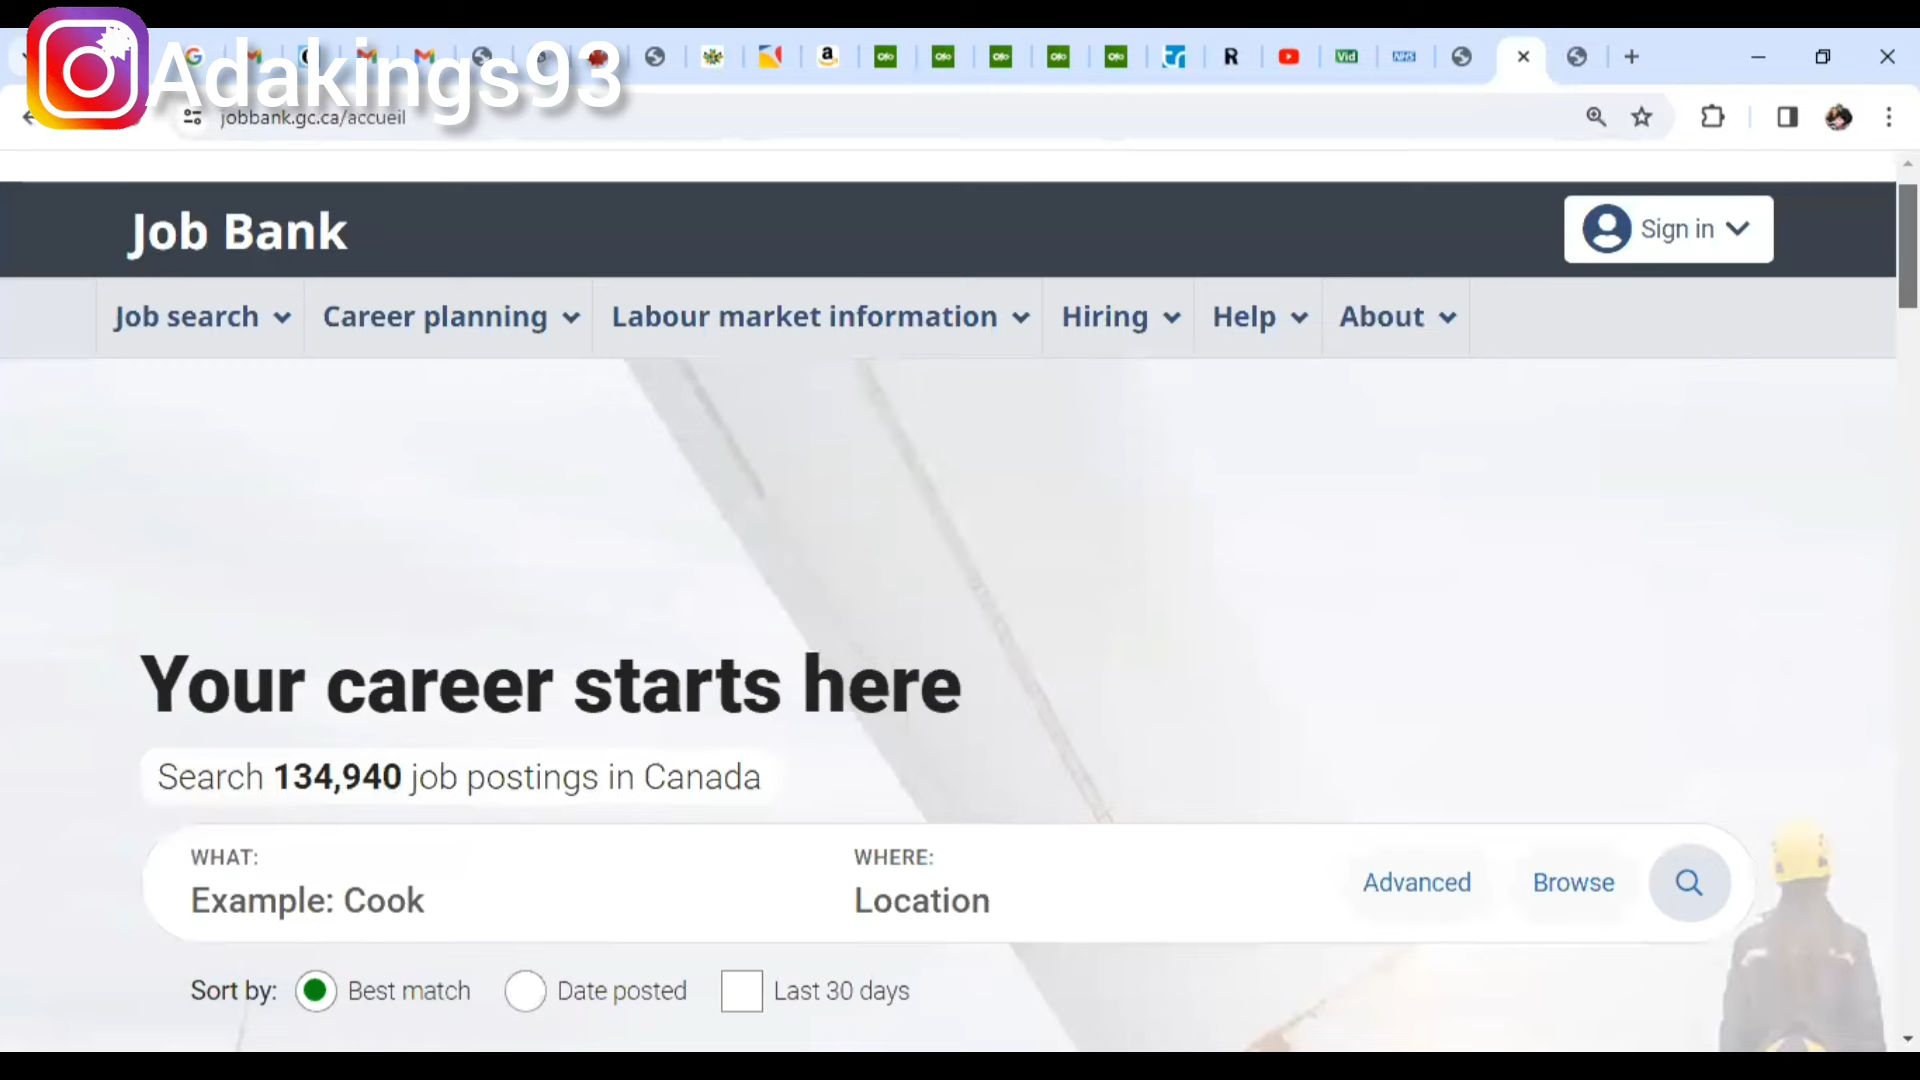 Adakings93
jobbank.gc.ca/accueil
Job Bank
Sign in
Job search
Career planning
Labour market information
Hiring
Help
About
Your career starts here
Search 134,940 job postings in Canada
WHAT:
Example: Cook
WHERE:
Location
Advanced
Browse
Sort by:
Best match
Date posted
Last 30 days